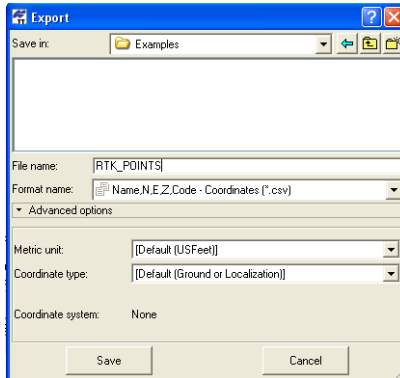 Export
Save in: Examples
File name: RTK_POINTS
Format name: Name,N,E,Z,Code - Coordinates (*.csv)
Advanced options
Metric unit: [Default (USFeet)]
Coordinate type: [Default (Ground or Localization)]
Coordinate system: None
Save Cancel